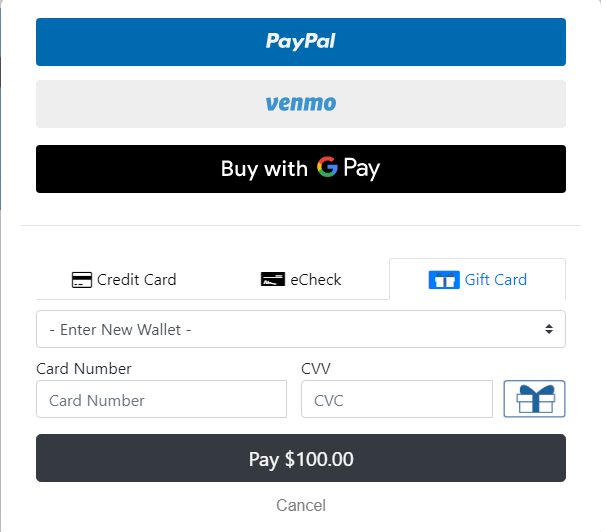 PayPal
venmo
Buy with G Pay
Credit Card eCheck Gift Card
- Enter New Wallet -
Card Number CVV
Card Number CVC
Pay $100.00
Cancel